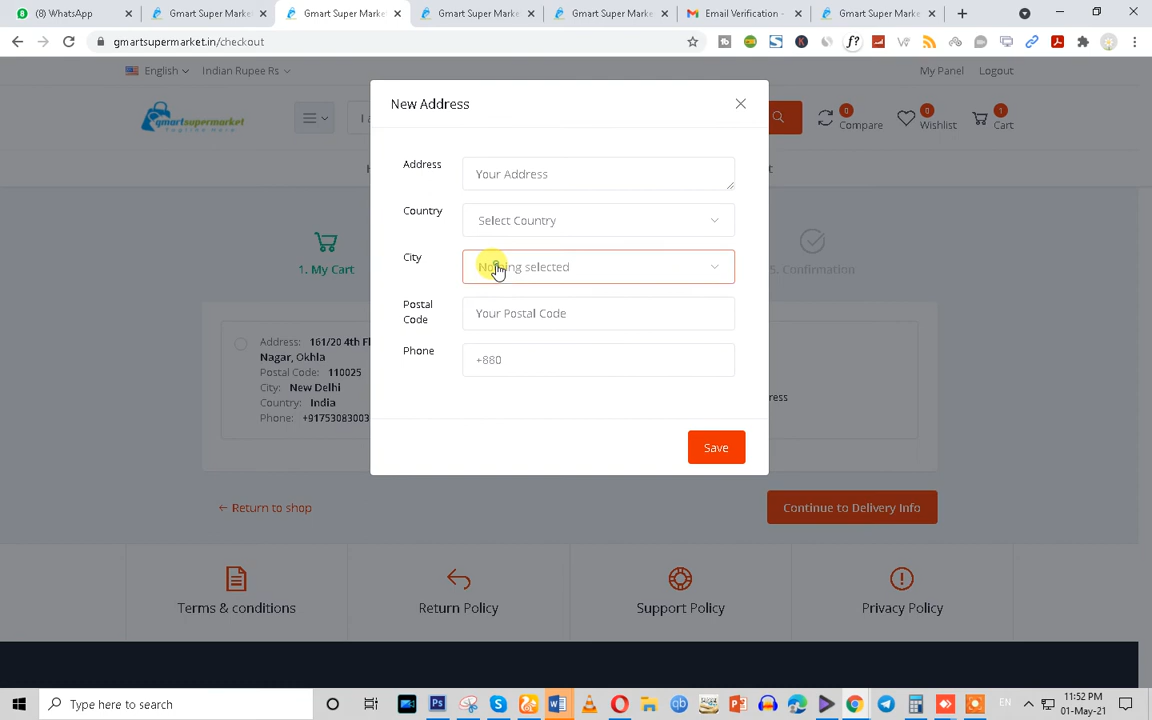 (8) WhatsApp
Gmart Super Marke
Gmart Super Marke
Gmart Super Marke
Gmart Super Marke
Email Verification -
Gmart Super Marke
gmartsupermarket.in/checkout
English
Indian Rupee Rs
My Panel
Logout
gmartsupermarket
I a
0
Compare
0
Wishlist
1
Cart
New Address
Address
Your Address
Country
Select Country
City
Nothing selected
Postal
Code
Your Postal Code
Phone
+880
Save
1. My Cart
5. Confirmation
Address: 161/20 4th Fl
Nagar, Okhla
Postal Code: 110025
City: New Delhi
Country: India
Phone: +9175308300
ress
Return to shop
Continue to Delivery Info
Terms & conditions
Return Policy
Support Policy
Privacy Policy
Type here to search
EN
11:52 PM
01-May-21